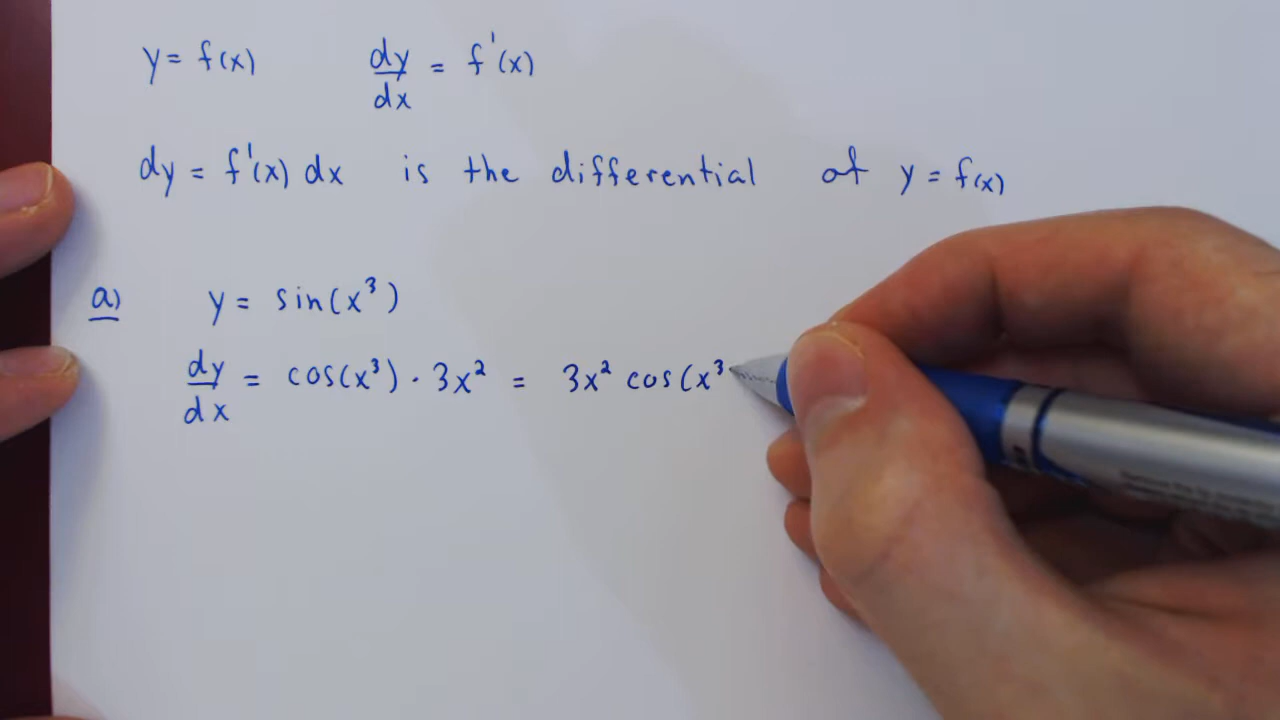 y = f(x) dy/dx = f'(x)
dy = f'(x) dx is the differential of y = f(x)
a) y = sin(x³)
dy/dx = cos(x³) · 3x² = 3x² cos(x³